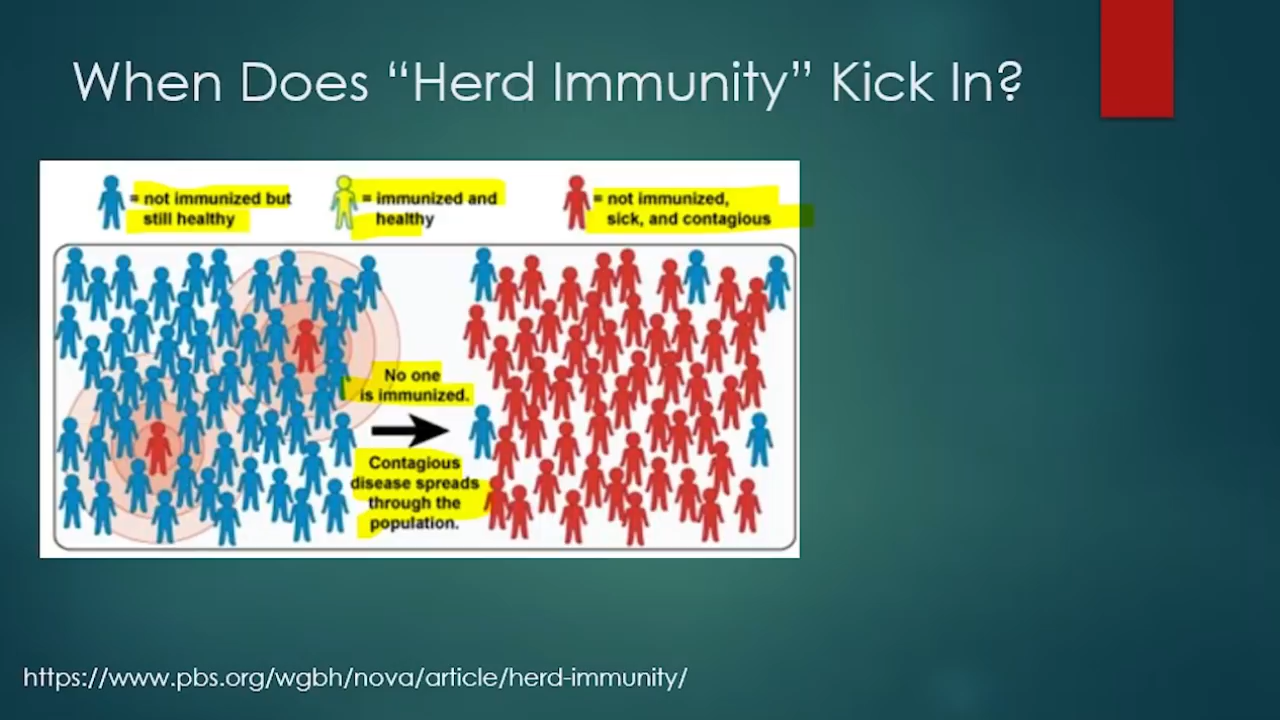 When Does “Herd Immunity” Kick In?
= not immunized but
still healthy
= immunized and
healthy
= not immunized,
sick, and contagious
No one
is immunized.
Contagious
disease spreads
through the
population.
https://www.pbs.org/wgbh/nova/article/herd-immunity/